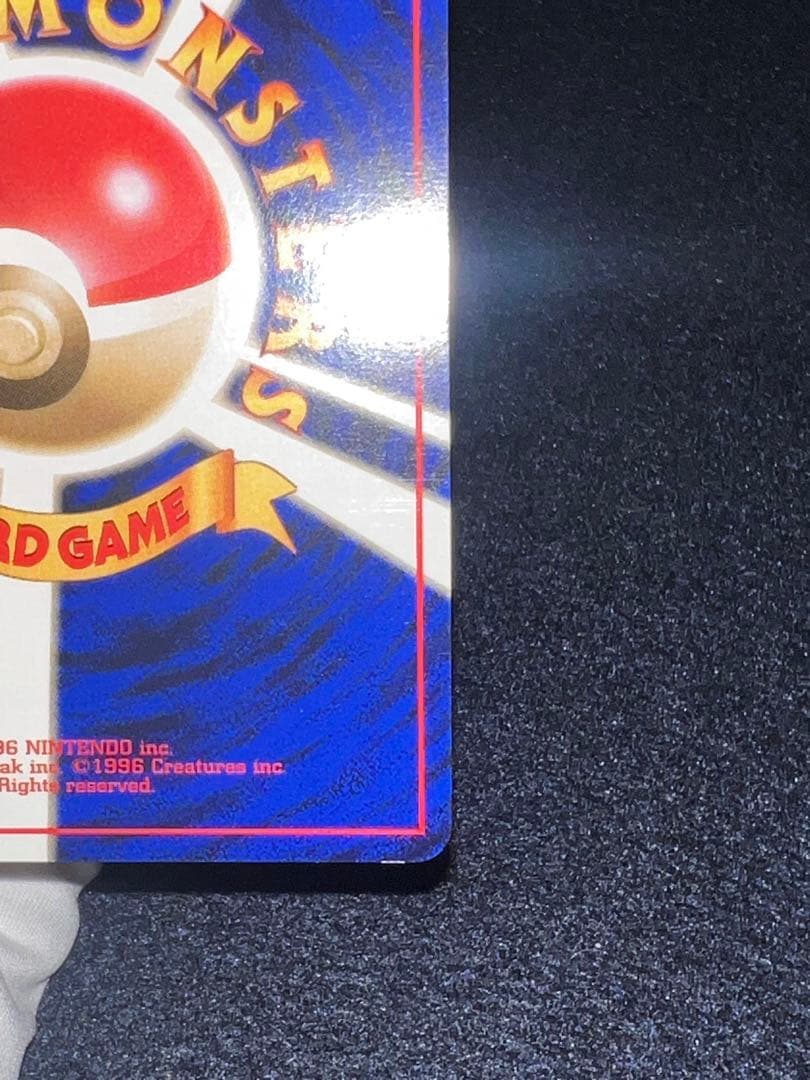 MONSTERS
RD GAME
96 NINTENDO inc.
ak inc. ©1996 Creatures inc.
Rights reserved.